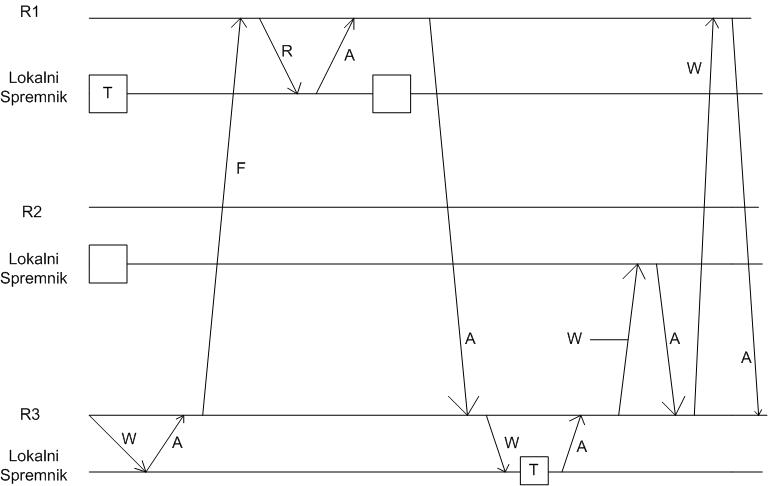 R1
R
A
W
Lokalni
Spremnik
T
F
R2
Lokalni
Spremnik
W
A
A
A
R3
W
A
W
A
Lokalni
Spremnik
T